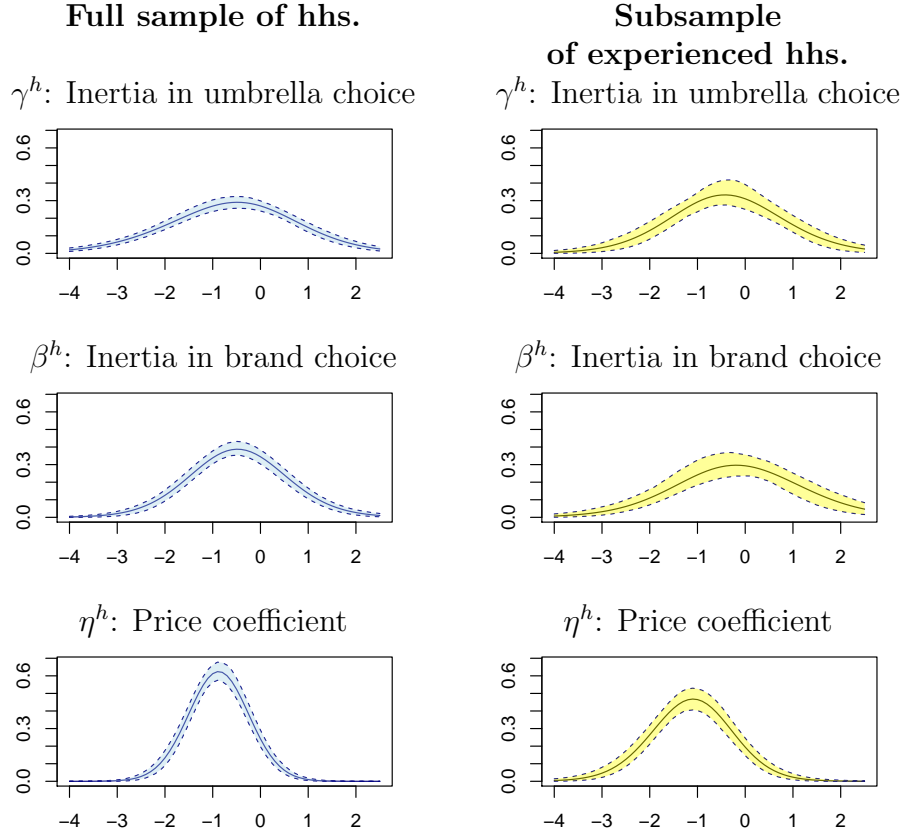 Full sample of hhs.
Subsample
of experienced hhs.
γ^h: Inertia in umbrella choice
γ^h: Inertia in umbrella choice
0.0 0.3 0.6
−4 −3 −2 −1 0 1 2
0.0 0.3 0.6
−4 −3 −2 −1 0 1 2
β^h: Inertia in brand choice
β^h: Inertia in brand choice
0.0 0.3 0.6
−4 −3 −2 −1 0 1 2
0.0 0.3 0.6
−4 −3 −2 −1 0 1 2
η^h: Price coefficient
η^h: Price coefficient
0.0 0.3 0.6
−4 −3 −2 −1 0 1 2
0.0 0.3 0.6
−4 −3 −2 −1 0 1 2